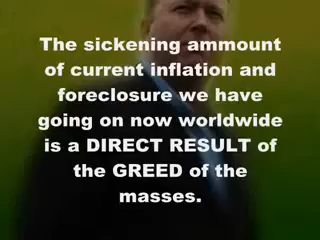 The sickening ammount
of current inflation and
foreclosure we have
going on now worldwide
is a DIRECT RESULT of
the GREED of the
masses.